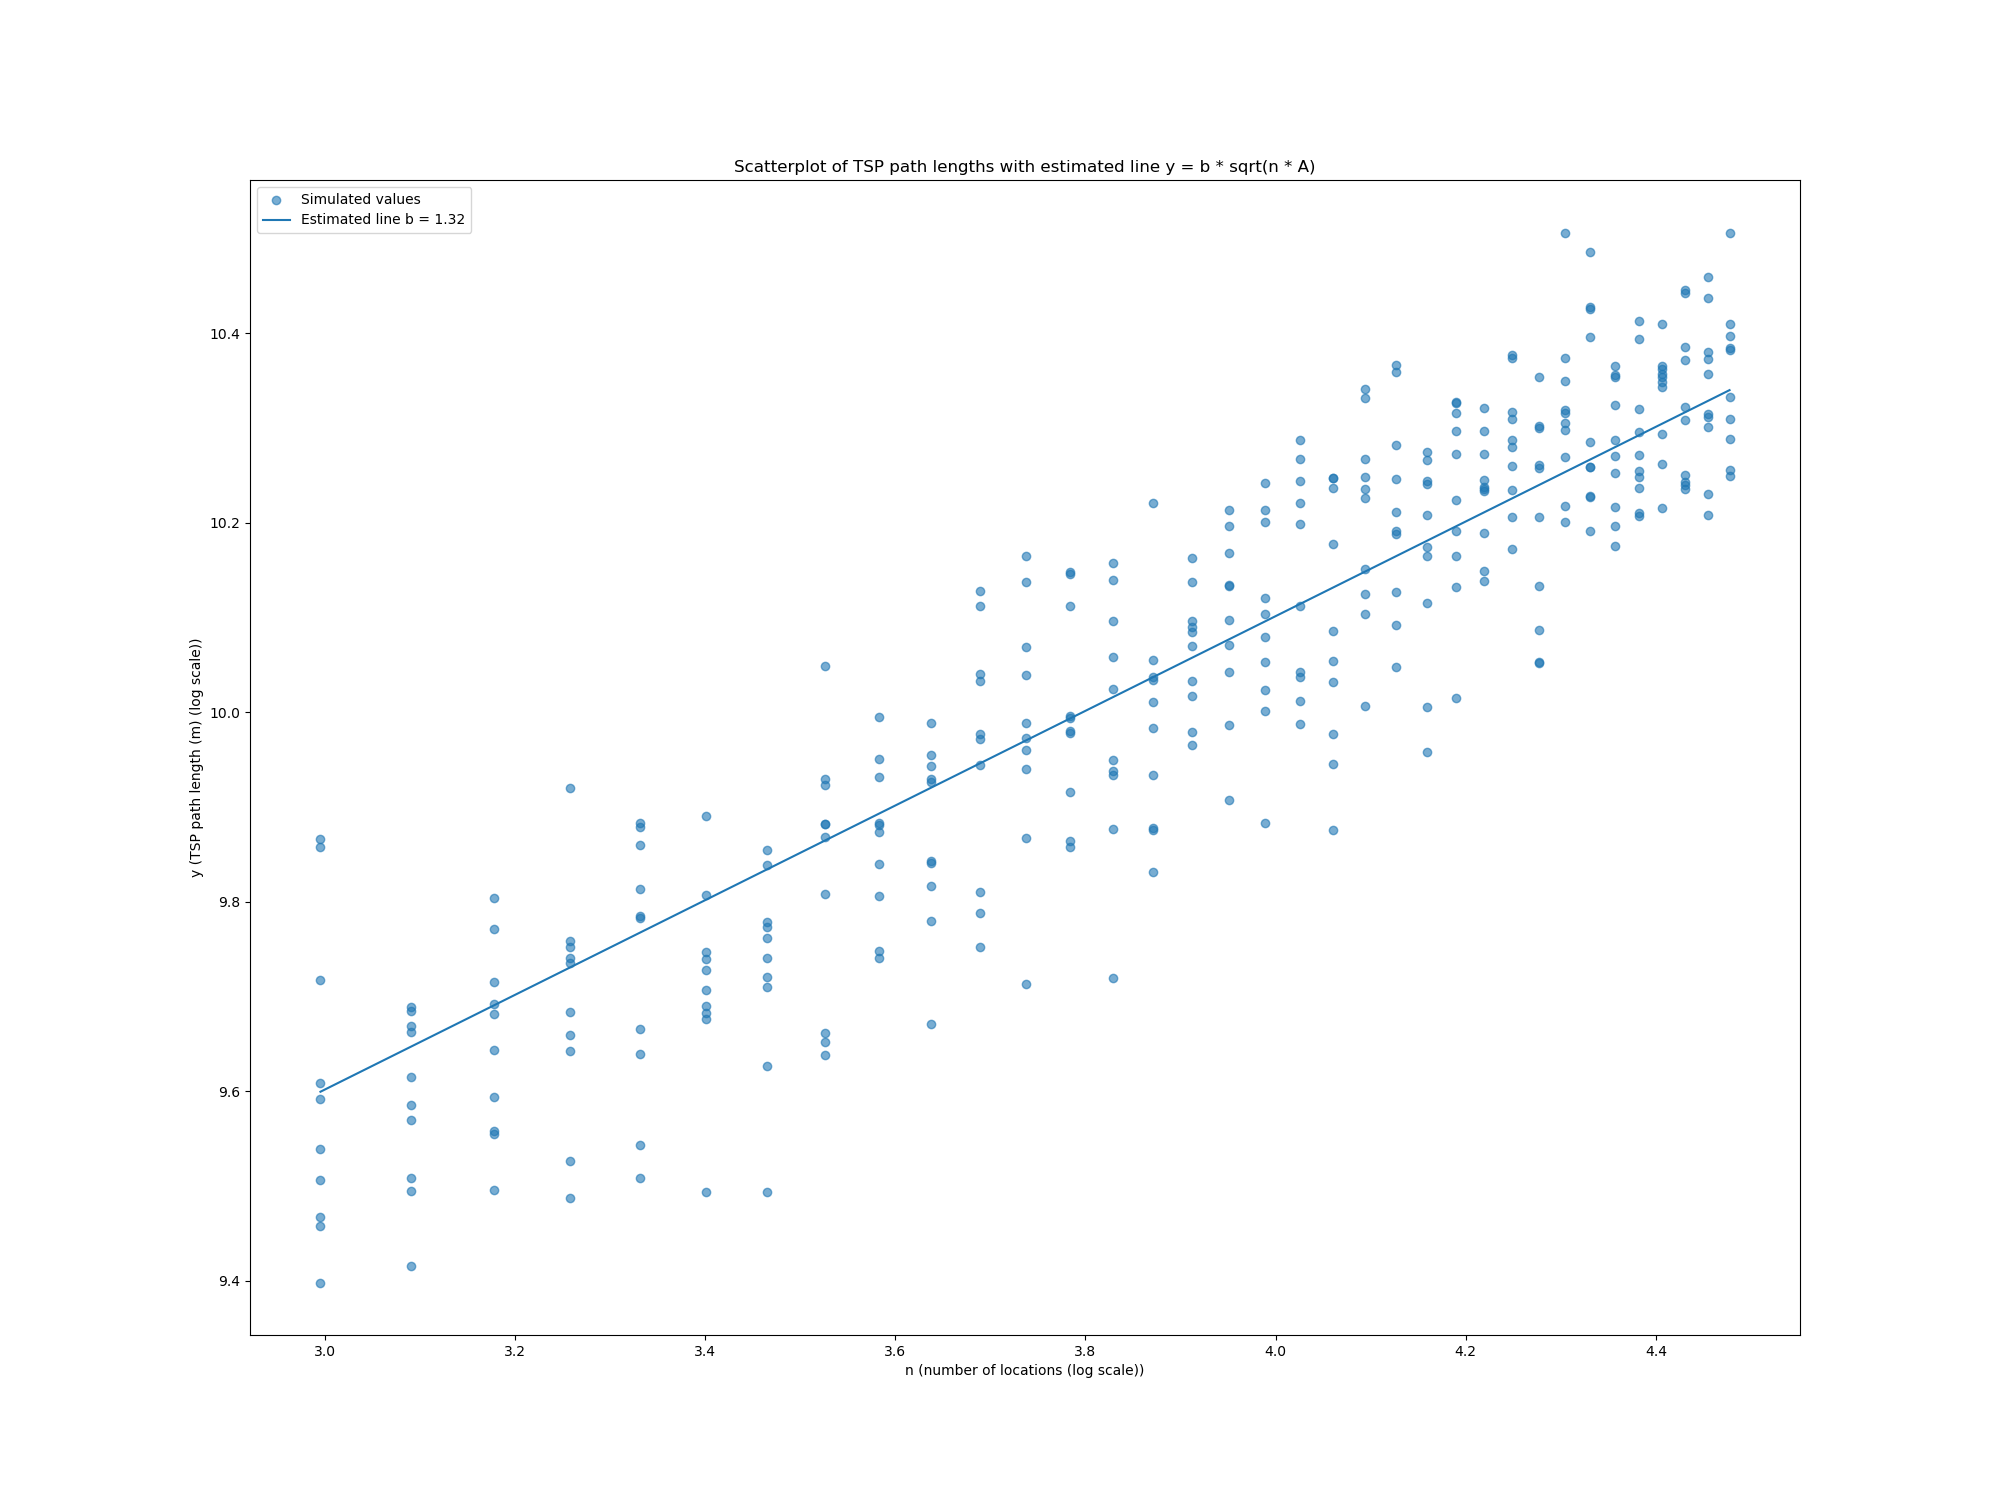 Scatterplot of TSP path lengths with estimated line y = b * sqrt(n * A)
Simulated values
Estimated line b = 1.32
y (TSP path length (m) (log scale))
10.4
10.2
10.0
9.8
9.6
9.4
3.0 3.2 3.4 3.6 3.8 4.0 4.2 4.4
n (number of locations (log scale))